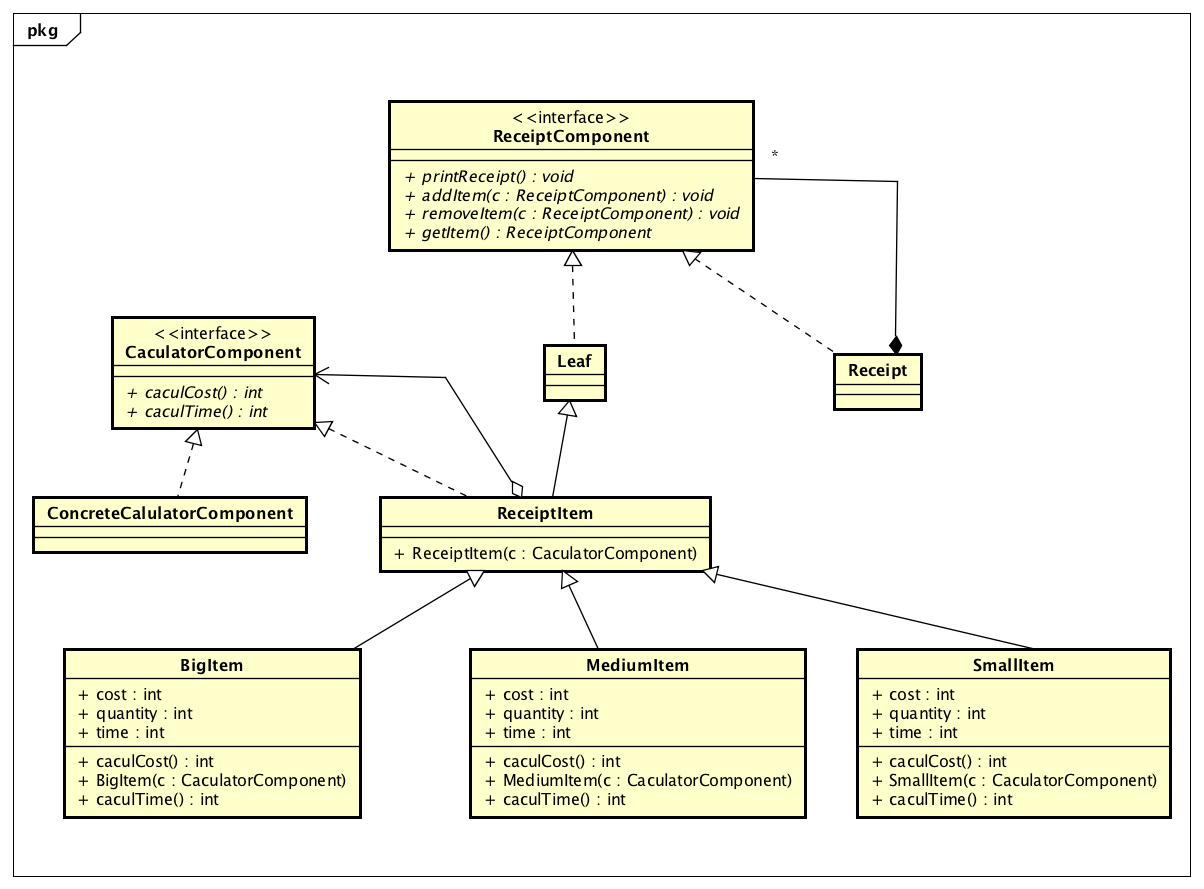 pkg
<<interface>>
ReceiptComponent
+ printReceipt() : void
+ addItem(c : ReceiptComponent) : void
+ removeItem(c : ReceiptComponent) : void
+ getItem() : ReceiptComponent
*
<<interface>>
CaculatorComponent
+ caculCost() : int
+ caculTime() : int
Leaf
Receipt
ConcreteCalulatorComponent
ReceiptItem
+ ReceiptItem(c : CaculatorComponent)
BigItem
+ cost : int
+ quantity : int
+ time : int
+ caculCost() : int
+ BigItem(c : CaculatorComponent)
+ caculTime() : int
MediumItem
+ cost : int
+ quantity : int
+ time : int
+ caculCost() : int
+ MediumItem(c : CaculatorComponent)
+ caculTime() : int
SmallItem
+ cost : int
+ quantity : int
+ time : int
+ caculCost() : int
+ SmallItem(c : CaculatorComponent)
+ caculTime() : int